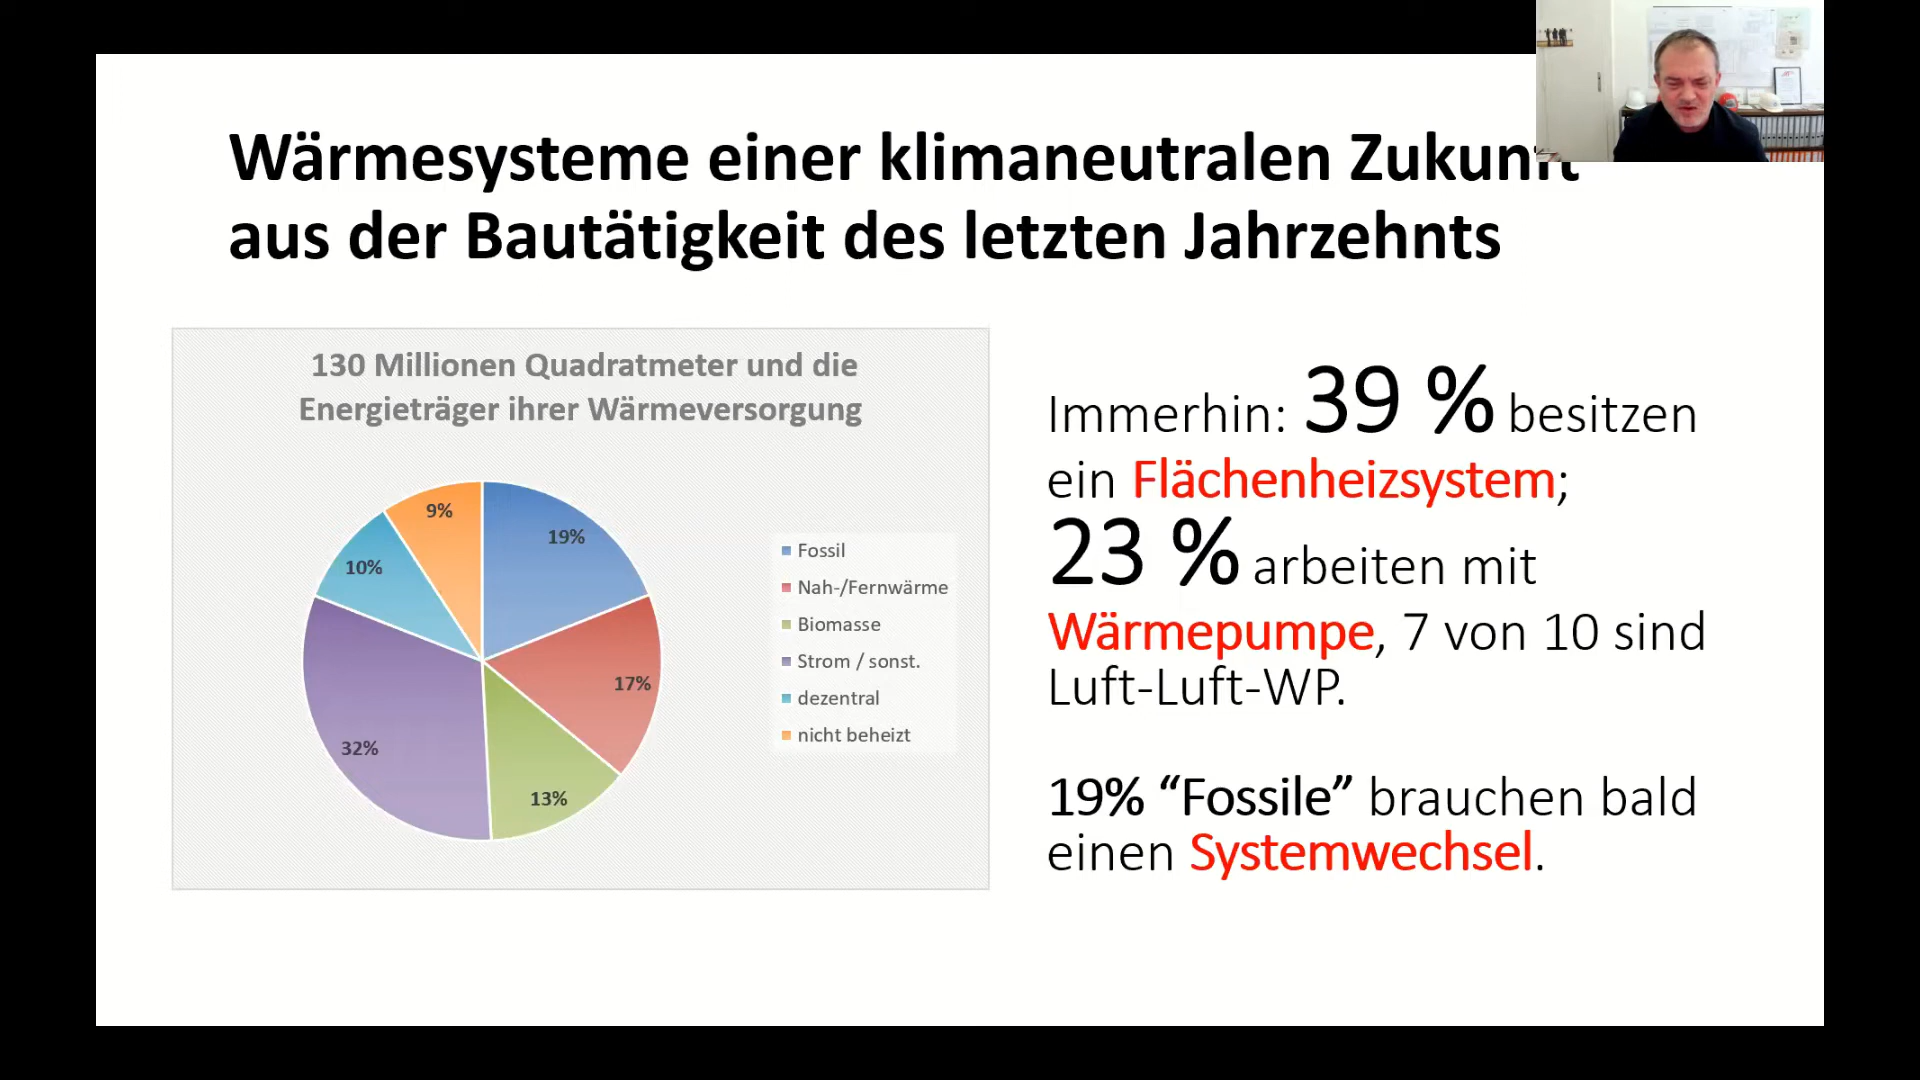 Wärmesysteme einer klimaneutralen Zukunft
aus der Bautätigkeit des letzten Jahrzehnts
130 Millionen Quadratmeter und die
Energieträger ihrer Wärmeversorgung
9%
19%
10%
17%
32%
13%
Fossil
Nah-/Fernwärme
Biomasse
Strom / sonst.
dezentral
nicht beheizt
Immerhin: 39 % besitzen
ein Flächenheizsystem;
23 % arbeiten mit
Wärmepumpe, 7 von 10 sind
Luft-Luft-WP.
19% “Fossile” brauchen bald
einen Systemwechsel.